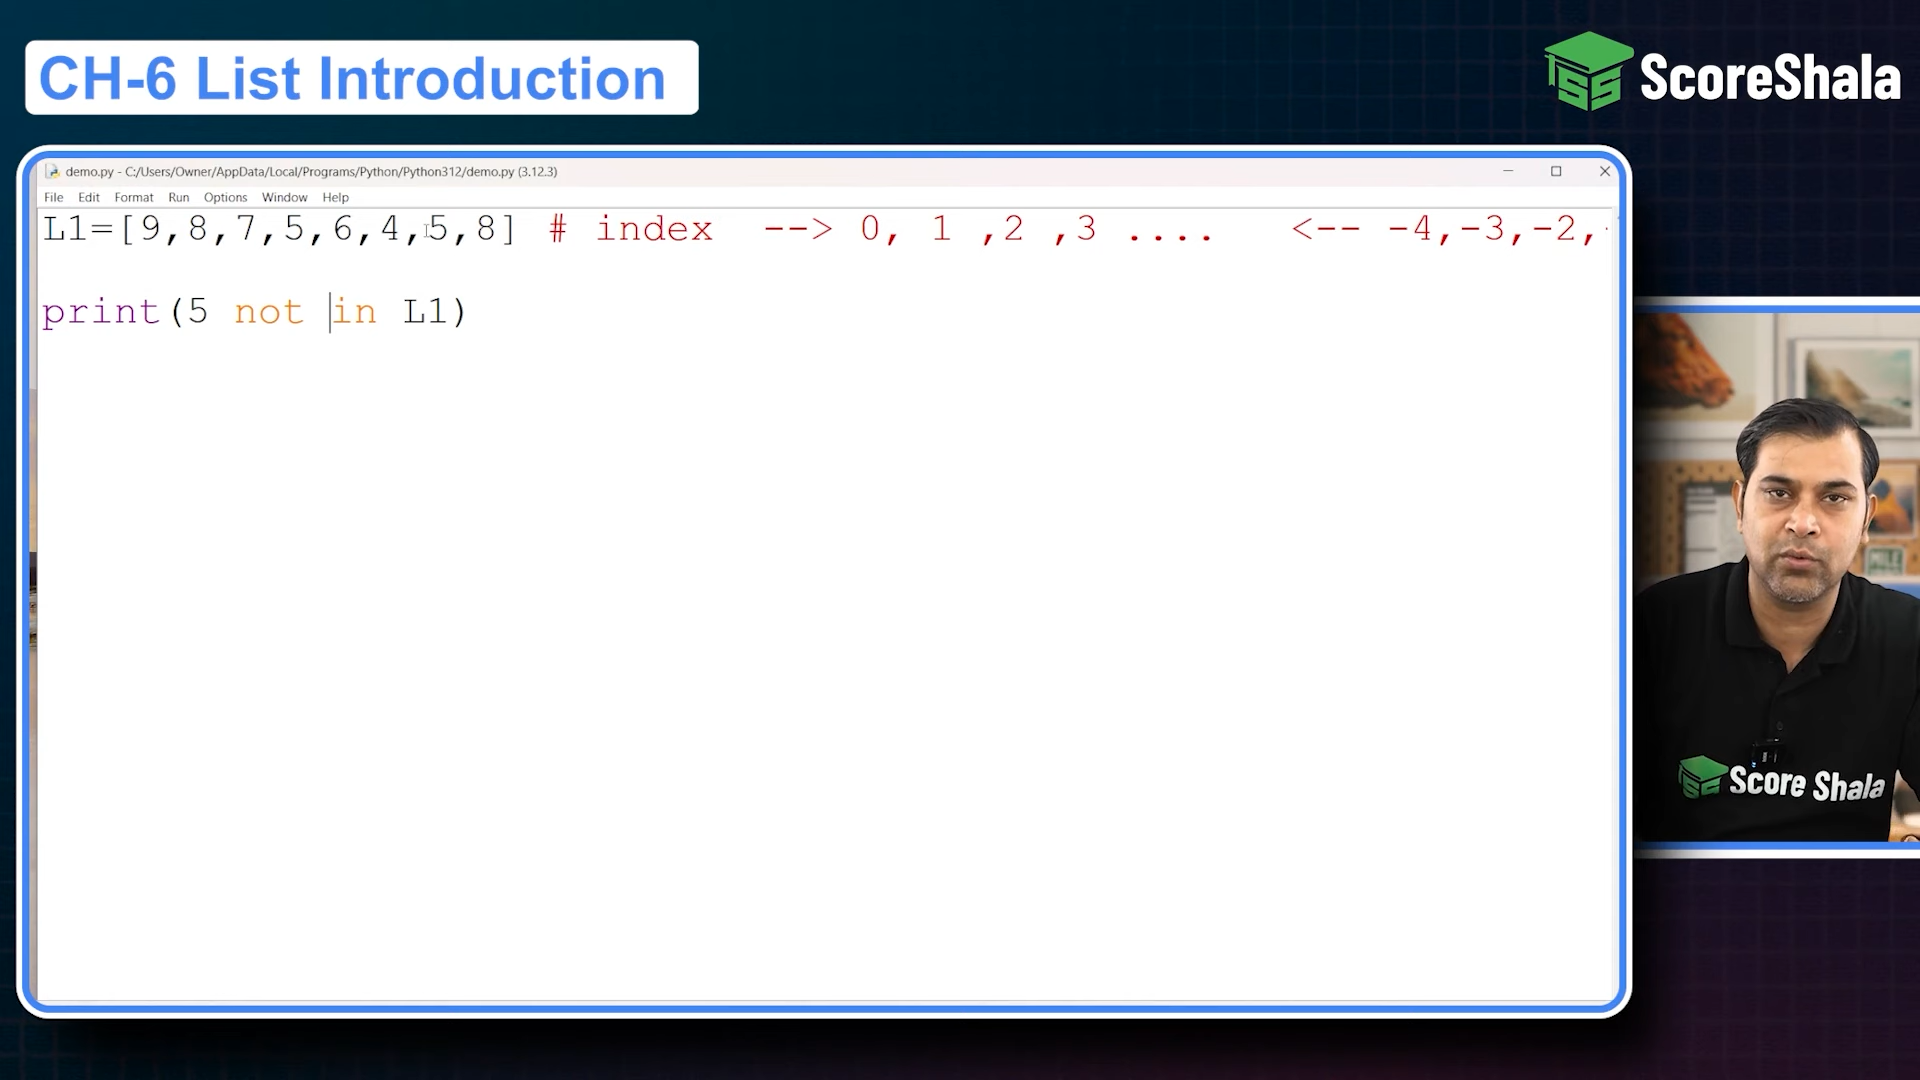 CH-6 List Introduction
ScoreShala
demo.py - C:/Users/Owner/AppData/Local/Programs/Python/Python312/demo.py (3.12.3)
File Edit Format Run Options Window Help
L1=[9,8,7,5,6,4,5,8] # index --> 0, 1 ,2 ,3 .... <-- -4,-3,-2,
print(5 not in L1)
Score Shala